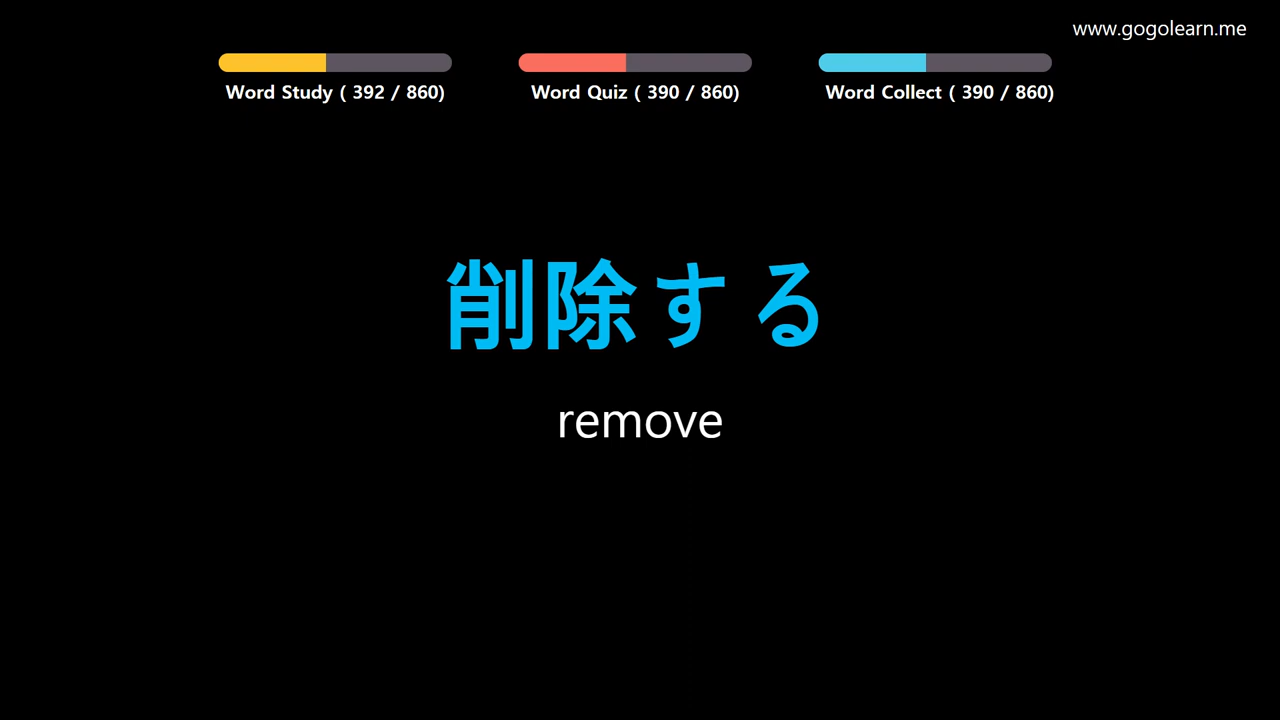 www.gogolearn.me
Word Study ( 392 / 860)
Word Quiz ( 390 / 860)
Word Collect ( 390 / 860)
削除する
remove